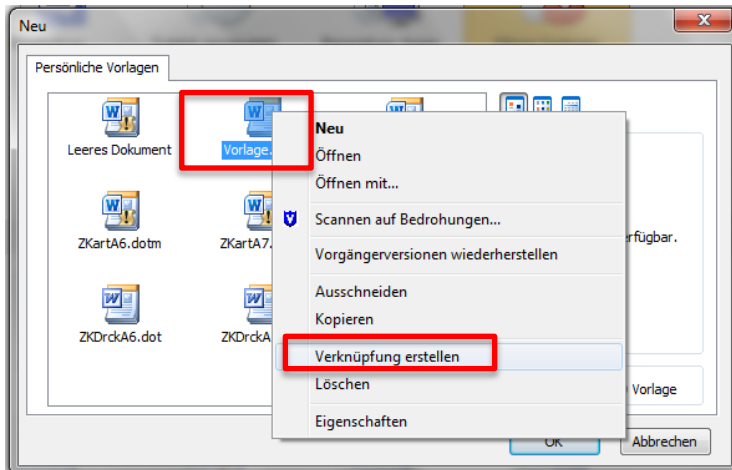 Neu
Persönliche Vorlagen
Leeres Dokument
Vorlage.
ZKartA6.dotm
ZKartA7.
ZKDrckA6.dot
ZKDrckA
Neu
Öffnen
Öffnen mit...
Scannen auf Bedrohungen...
Vorgängerversionen wiederherstellen
Ausschneiden
Kopieren
Verknüpfung erstellen
Löschen
Eigenschaften
rfügbar.
Vorlage
OK
Abbrechen